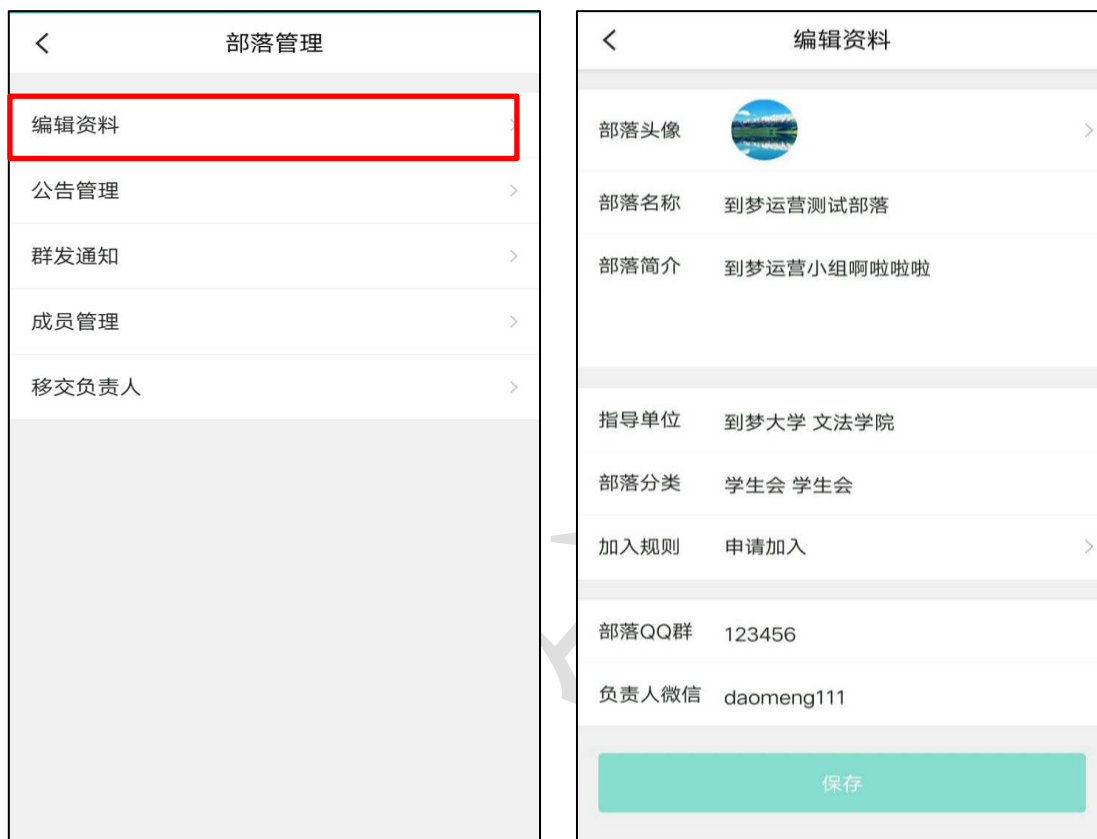 部落管理
编辑资料
公告管理
群发通知
成员管理
移交负责人
编辑资料
部落头像
部落名称 到梦运营测试部落
部落简介 到梦运营小组啊啦啦啦
指导单位 到梦大学 文法学院
部落分类 学生会 学生会
加入规则 申请加入
部落QQ群 123456
负责人微信 daomeng111
保存